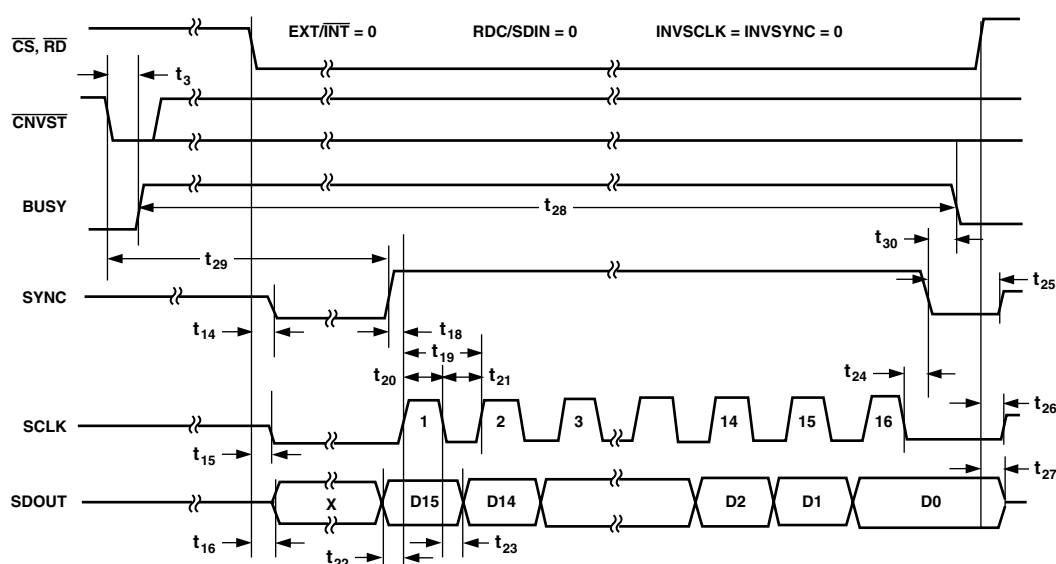 EXT/INT = 0 RDC/SDIN = 0 INVSCLK = INVSYNC = 0
CS, RD
t3
CNVST
BUSY
t28
t30
t29
t25
SYNC
t14
t18
t19
t20
t21
t24
t26
SCLK
1 2 3 14 15 16
t15
t27
SDOUT
X D15 D14 D2 D1 D0
t16
t22
t23